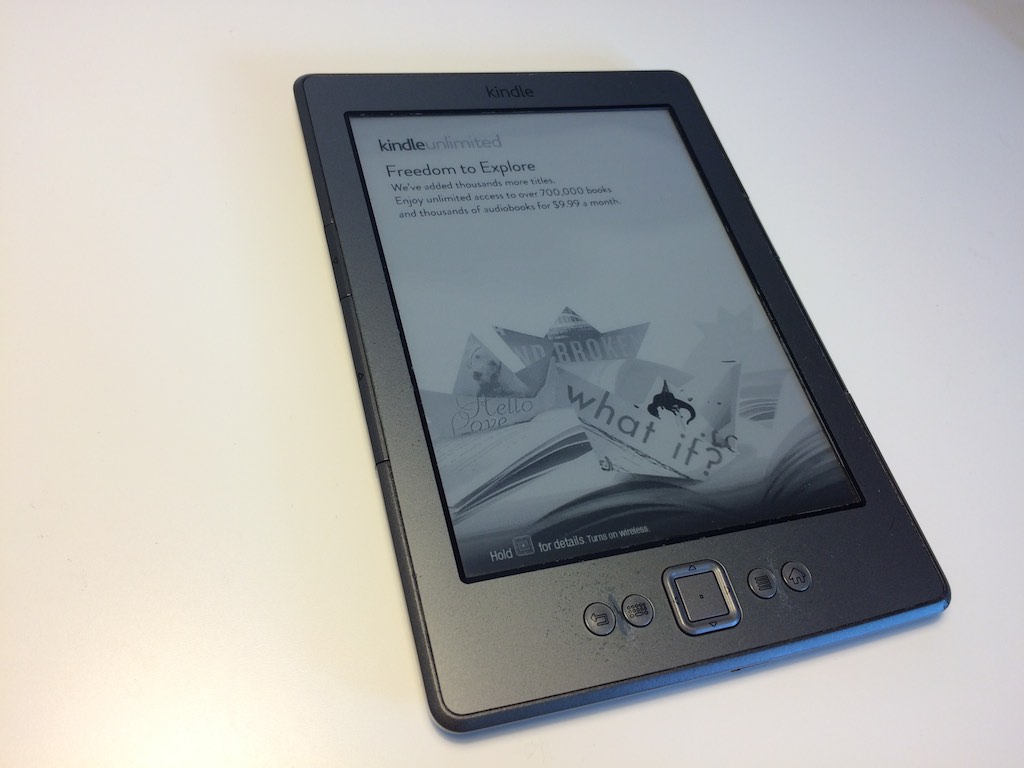 kindle
kindleunlimited
Freedom to Explore
We've added thousands more titles.
Enjoy unlimited access to over 700,000 books
and thousands of audiobooks for $9.99 a month.
BROKE
Hello
Love
what if?
Hold for details. Turns on wireless.